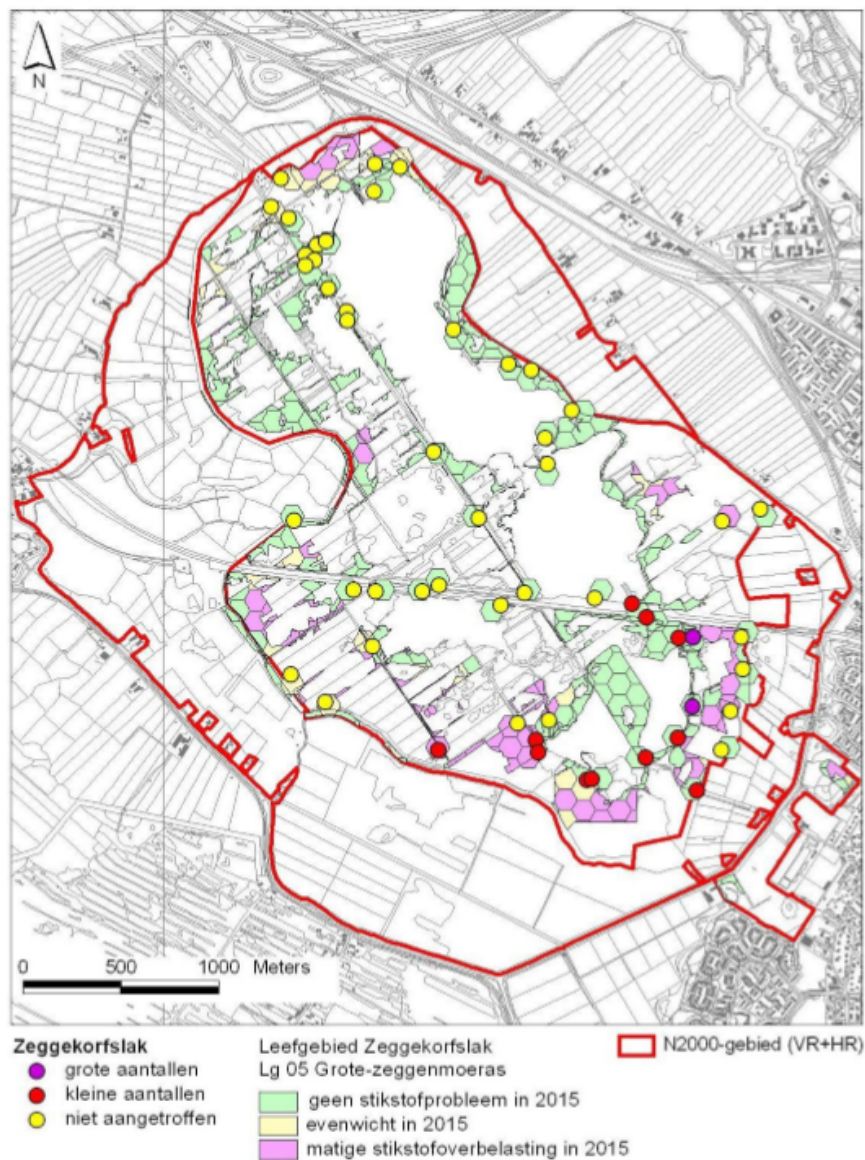 N
0 500 1000 Meters
Zeggekorfslak
grote aantallen
kleine aantallen
niet aangetroffen
Leefgebied Zeggekorfslak
Lg 05 Grote-zeggenmoeras
geen stikstofprobleem in 2015
evenwicht in 2015
matige stikstofoverbelasting in 2015
N2000-gebied (VR+HR)